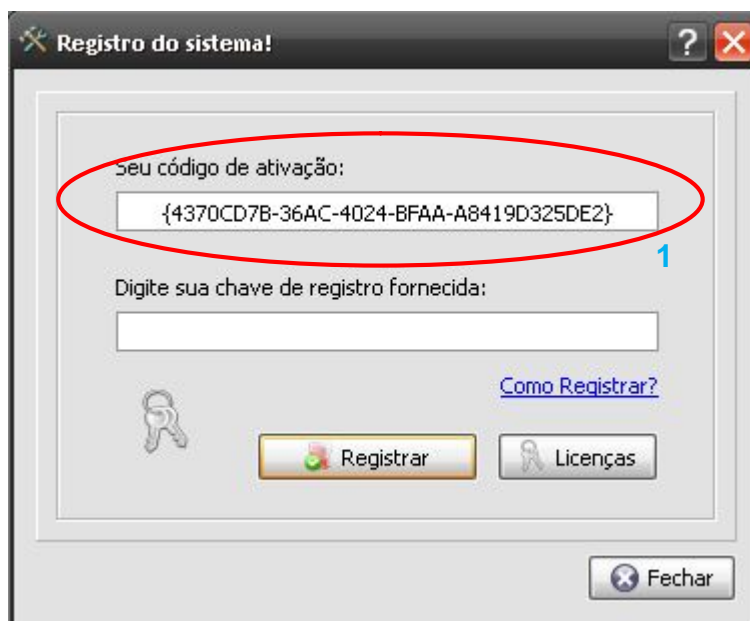 Registro do sistema!
?
Seu código de ativação:
{4370CD7B-36AC-4024-BFAA-A8419D325DE2}
1
Digite sua chave de registro fornecida:
Como Registrar?
Registrar
Licenças
Fechar